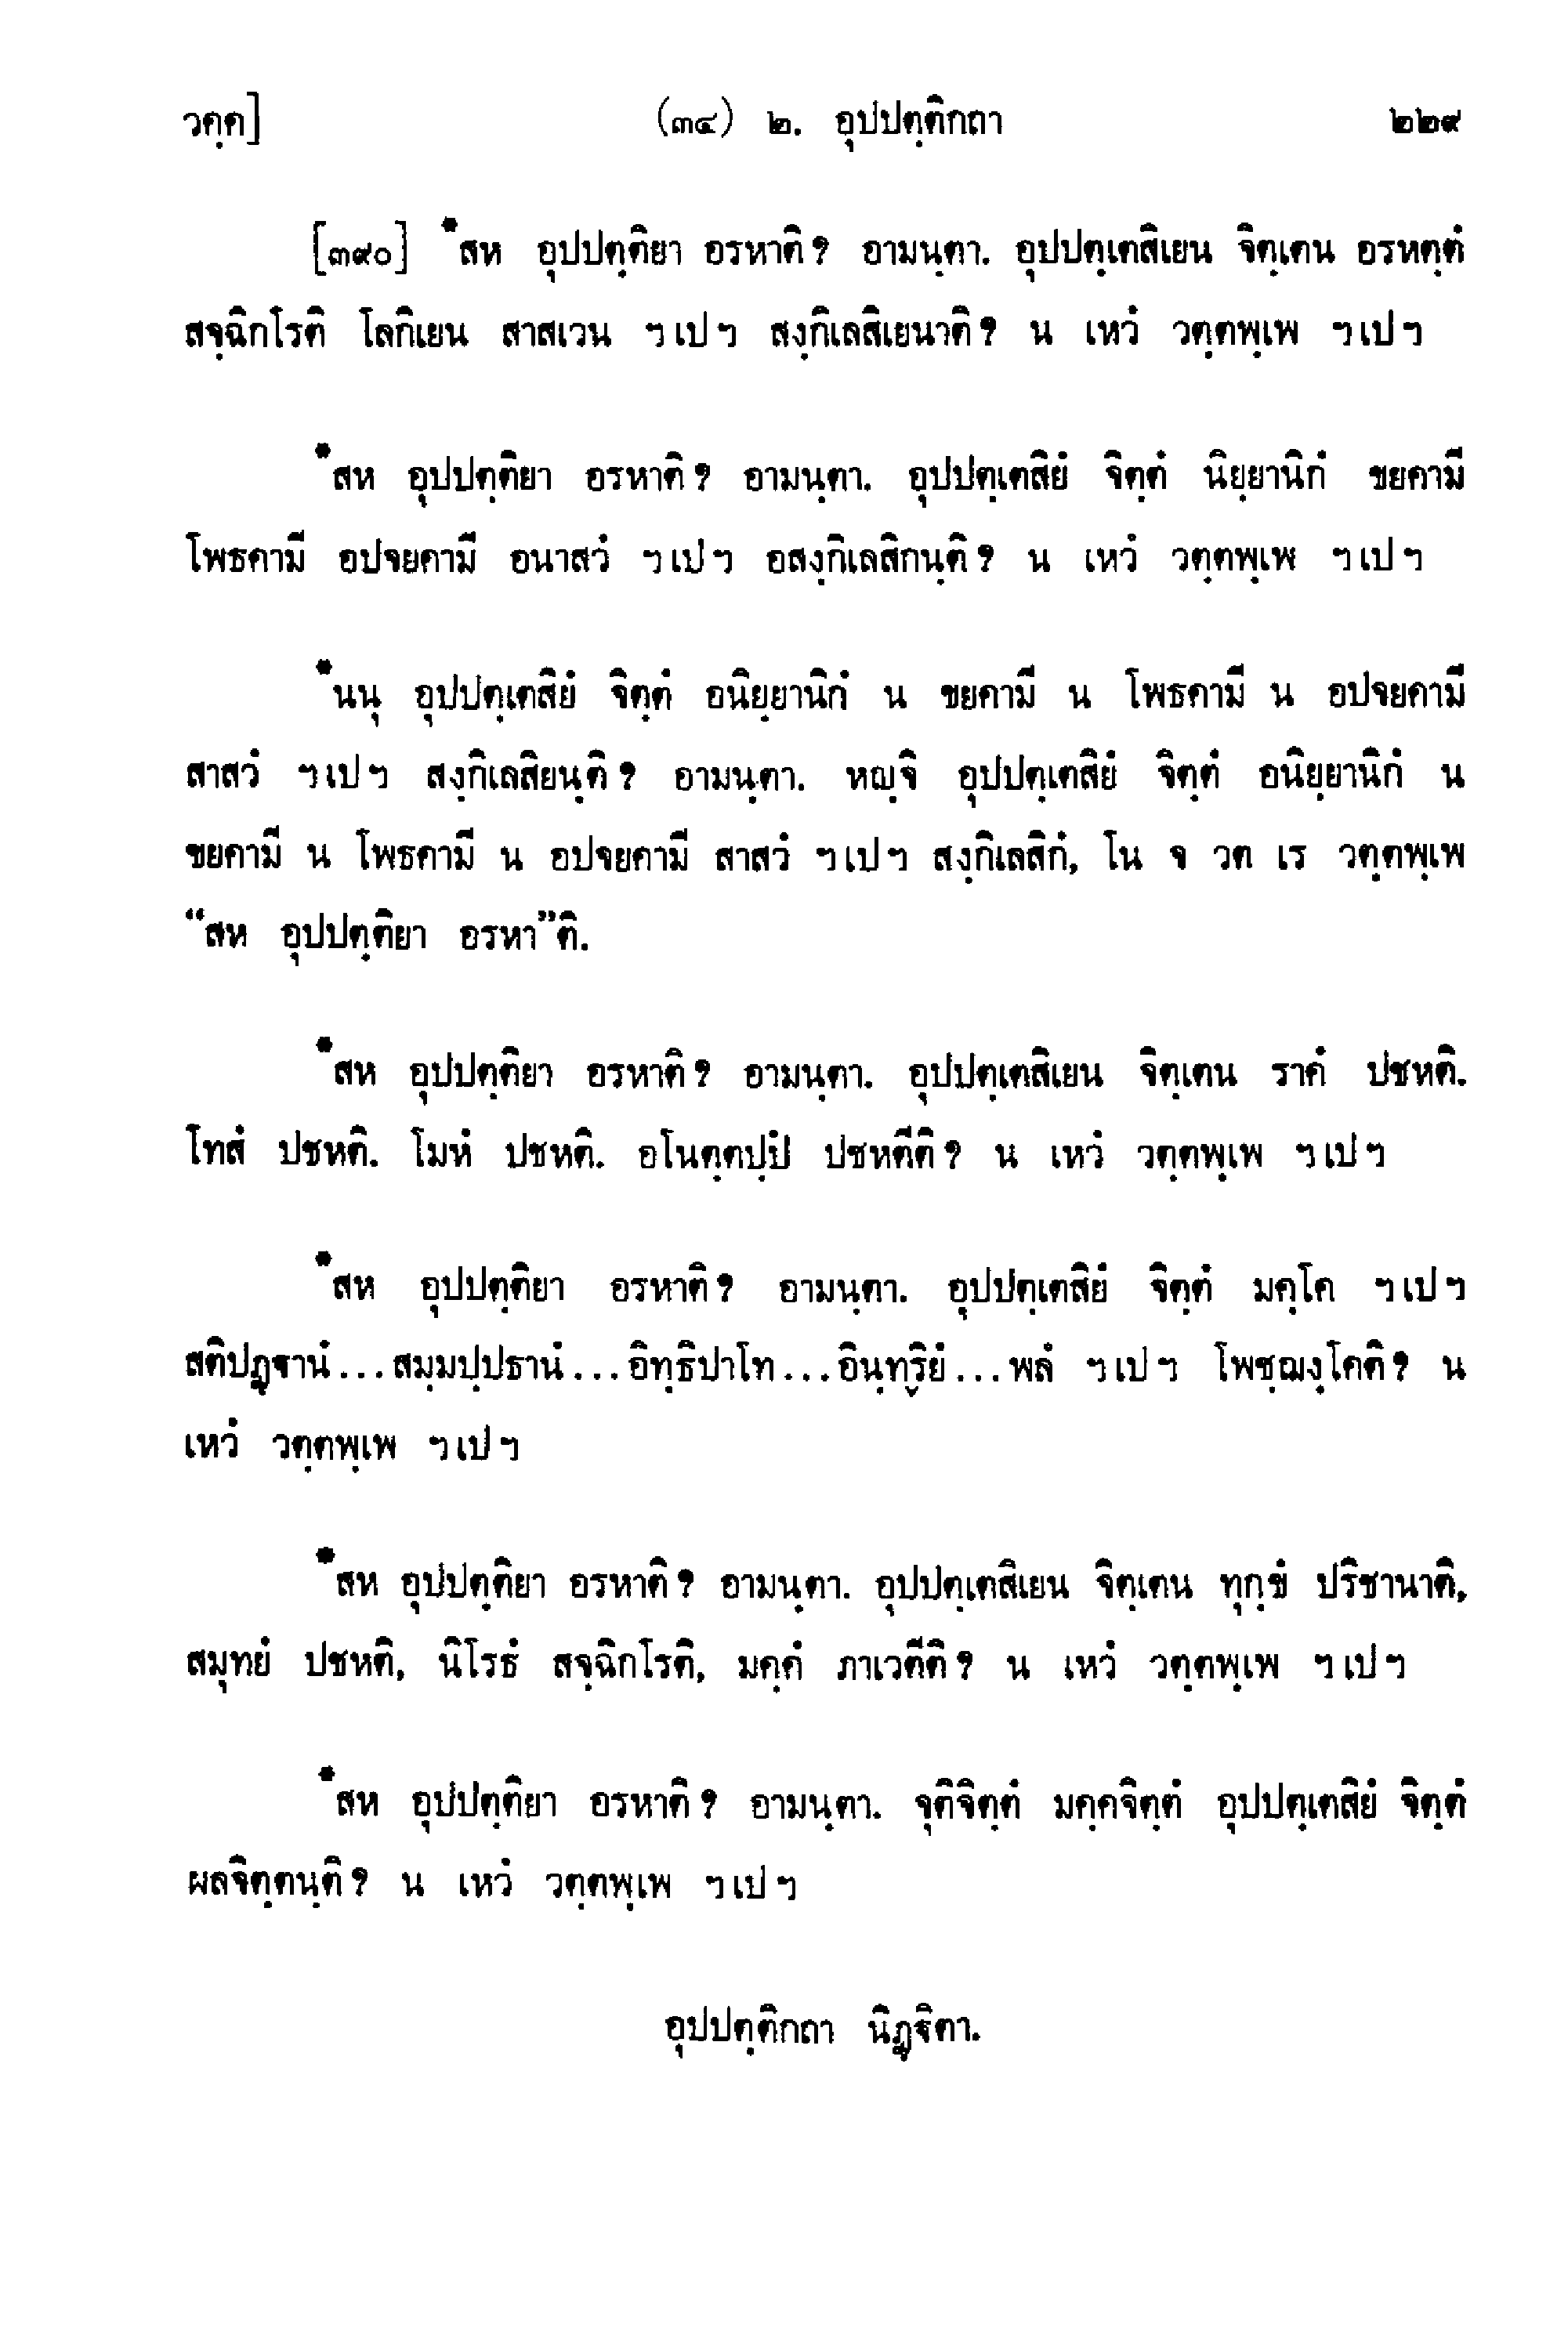 วคฺค] (๓๔) ๒. อุปปตฺติกถา ๒๒๙
[๓๙๐] *สห อุปปตฺติยา อรหาติ? อามนฺตา. อุปปตฺเตสิเยน จิตฺเตน อรหตฺตํ
สจฺฉิกโรติ โลกิเยน สาสเวน ฯเปฯ สงฺกิเลสิเยนาติ? น เหวํ วตฺตพฺเพ ฯเปฯ
*สห อุปปตฺติยา อรหาติ? อามนฺตา. อุปปตฺเตสิยํ จิตฺตํ นิยฺยานิกํ ขยคามี
โพธคามี อปจยคามี อนาสวํ ฯเปฯ อสงฺกิเลสิกนฺติ? น เหวํ วตฺตพฺเพ ฯเปฯ
*นนุ อุปปตฺเตสิยํ จิตฺตํ อนิยฺยานิกํ น ขยคามี น โพธคามี น อปจยคามี
สาสวํ ฯเปฯ สงฺกิเลสิยนฺติ? อามนฺตา. หญฺจิ อุปปตฺเตสิยํ จิตฺตํ อนิยฺยานิกํ น
ขยคามี น โพธคามี น อปจยคามี สาสวํ ฯเปฯ สงฺกิเลสิกํ, โน จ วต เร วตฺตพฺเพ
“สห อุปปตฺติยา อรหา”ติ.
*สห อุปปตฺติยา อรหาติ? อามนฺตา. อุปปตฺเตสิเยน จิตฺเตน ราคํ ปชหติ.
โทสํ ปชหติ. โมหํ ปชหติ. อโนตฺตปฺปํ ปชหตีติ? น เหวํ วตฺตพฺเพ ฯเปฯ
*สห อุปปตฺติยา อรหาติ? อามนฺตา. อุปปตฺเตสิยํ จิตฺตํ มคฺโค ฯเปฯ
สติปฏฺฐานํ...สมฺมปฺปธานํ...อิทฺธิปาโท...อินฺทฺริยํ...พลํ ฯเปฯ โพชฺฌงฺโคติ? น
เหวํ วตฺตพฺเพ ฯเปฯ
*สห อุปปตฺติยา อรหาติ? อามนฺตา. อุปปตฺเตสิเยน จิตฺเตน ทุกฺขํ ปริชานาติ,
สมุทยํ ปชหติ, นิโรธํ สจฺฉิกโรติ, มคฺคํ ภาเวตีติ? น เหวํ วตฺตพฺเพ ฯเปฯ
*สห อุปปตฺติยา อรหาติ? อามนฺตา. จุติจิตฺตํ มคฺคจิตฺตํ อุปปตฺเตสิยํ จิตฺตํ
ผลจิตฺตนฺติ? น เหวํ วตฺตพฺเพ ฯเปฯ
อุปปตฺติกถา นิฏฺฐิตา.